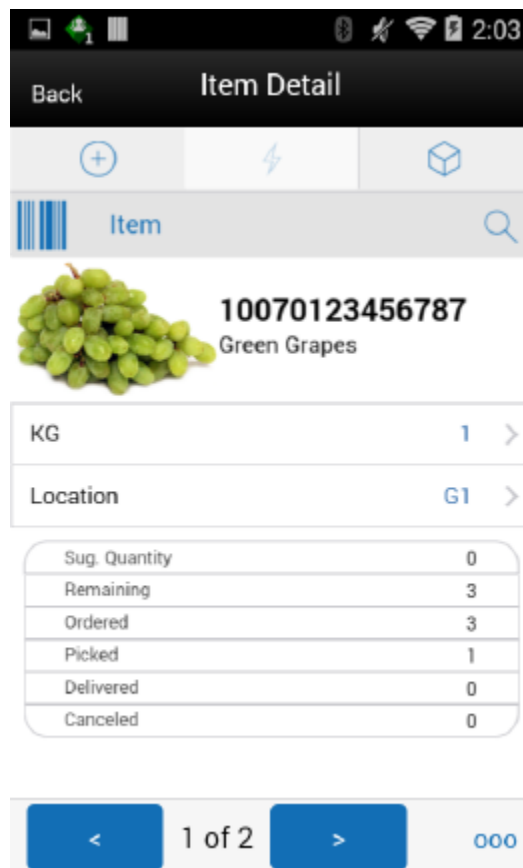 1
2:03
Back
Item Detail
Item
10070123456787
Green Grapes
KG 1 >
Location G1 >
Sug. Quantity 0
Remaining 3
Ordered 3
Picked 1
Delivered 0
Canceled 0
< 1 of 2 >
ooo